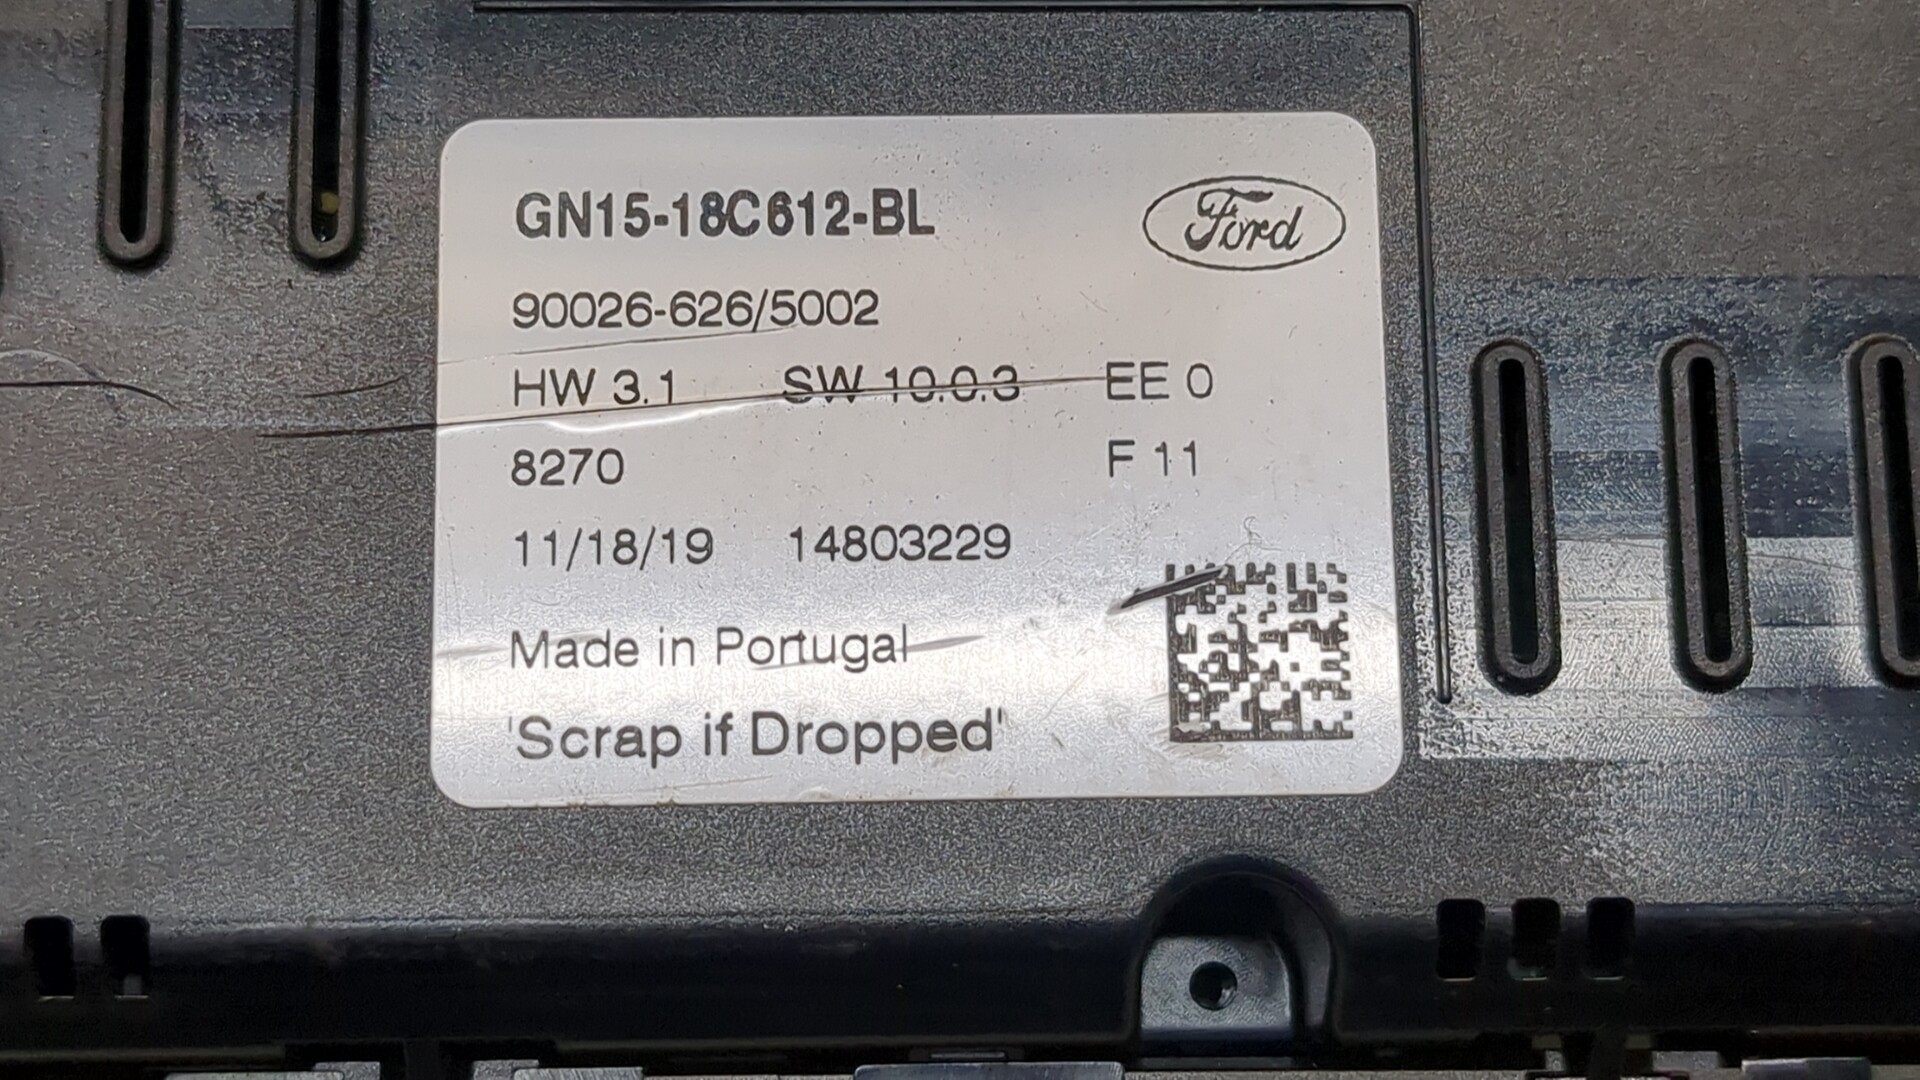 GN15-18C612-BL
Ford
90026-626/5002
HW 3.1 SW 10.0.3 EE 0
8270 F 11
11/18/19 14803229
Made in Portugal
'Scrap if Dropped'